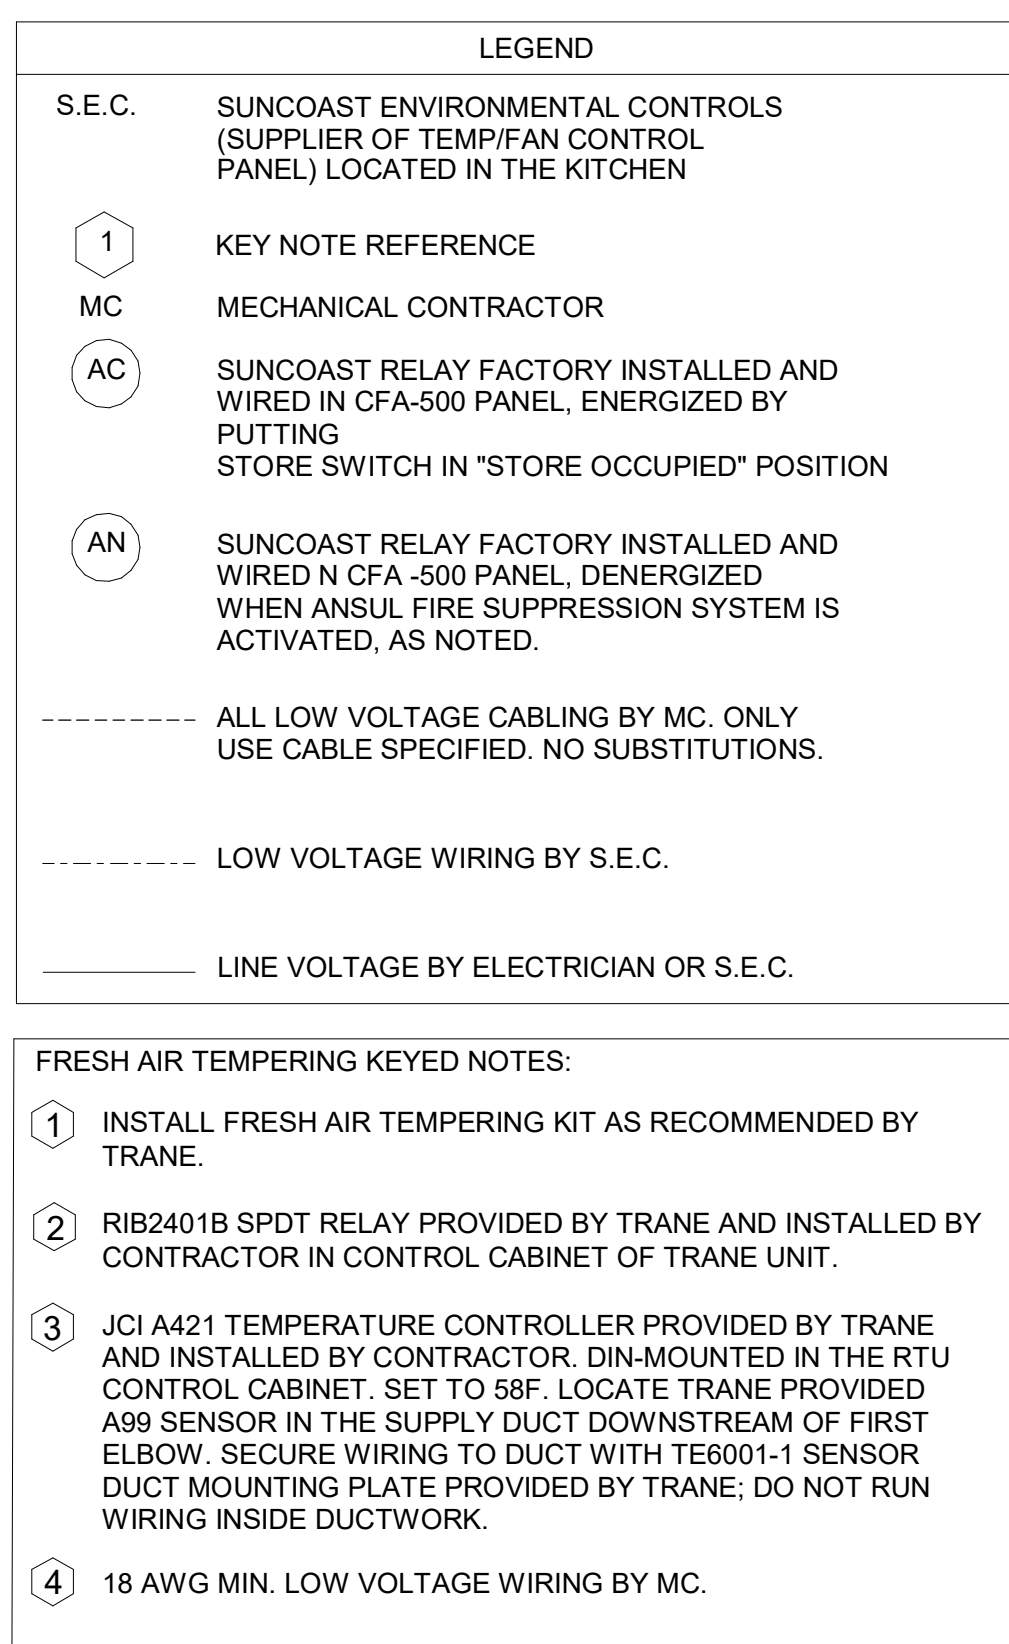 LEGEND
S.E.C. SUNCOAST ENVIRONMENTAL CONTROLS
(SUPPLIER OF TEMP/FAN CONTROL
PANEL) LOCATED IN THE KITCHEN
1 KEY NOTE REFERENCE
MC MECHANICAL CONTRACTOR
AC SUNCOAST RELAY FACTORY INSTALLED AND
WIRED IN CFA-500 PANEL, ENERGIZED BY
PUTTING
STORE SWITCH IN "STORE OCCUPIED" POSITION
AN SUNCOAST RELAY FACTORY INSTALLED AND
WIRED N CFA -500 PANEL, DENERGIZED
WHEN ANSUL FIRE SUPPRESSION SYSTEM IS
ACTIVATED, AS NOTED.
ALL LOW VOLTAGE CABLING BY MC. ONLY
USE CABLE SPECIFIED. NO SUBSTITUTIONS.
LOW VOLTAGE WIRING BY S.E.C.
LINE VOLTAGE BY ELECTRICIAN OR S.E.C.
FRESH AIR TEMPERING KEYED NOTES:
1 INSTALL FRESH AIR TEMPERING KIT AS RECOMMENDED BY
TRANE.
2 RIB2401B SPDT RELAY PROVIDED BY TRANE AND INSTALLED BY
CONTRACTOR IN CONTROL CABINET OF TRANE UNIT.
3 JCI A421 TEMPERATURE CONTROLLER PROVIDED BY TRANE
AND INSTALLED BY CONTRACTOR. DIN-MOUNTED IN THE RTU
CONTROL CABINET. SET TO 58F. LOCATE TRANE PROVIDED
A99 SENSOR IN THE SUPPLY DUCT DOWNSTREAM OF FIRST
ELBOW. SECURE WIRING TO DUCT WITH TE6001-1 SENSOR
DUCT MOUNTING PLATE PROVIDED BY TRANE; DO NOT RUN
WIRING INSIDE DUCTWORK.
4 18 AWG MIN. LOW VOLTAGE WIRING BY MC.